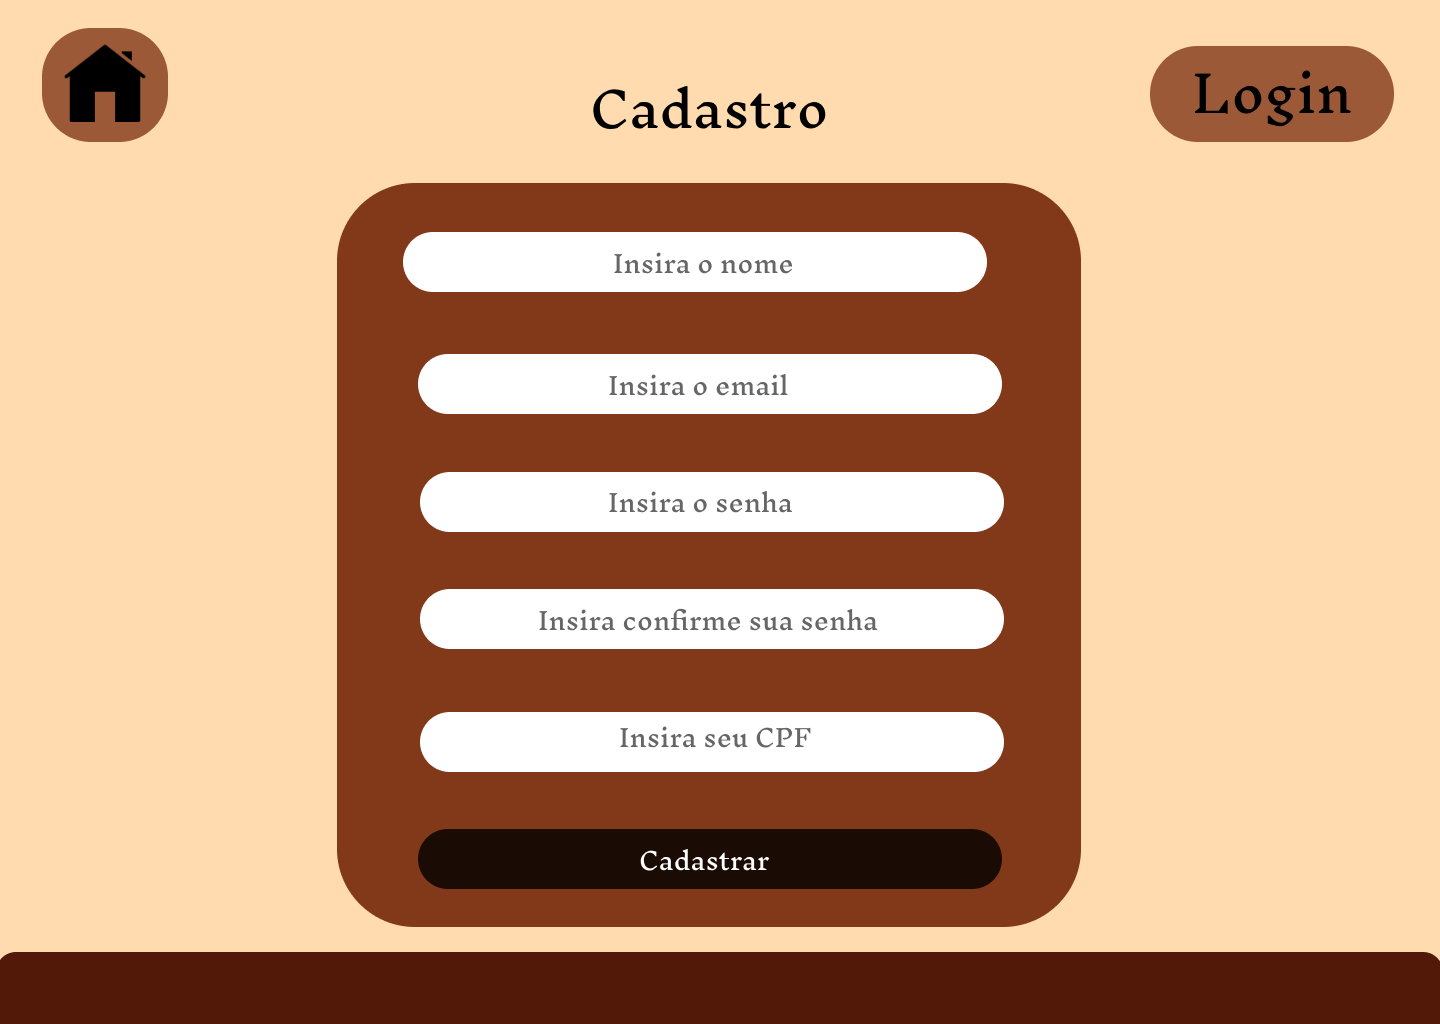 Cadastro
Login
Insira o nome
Insira o email
Insira o senha
Insira confirme sua senha
Insira seu CPF
Cadastrar